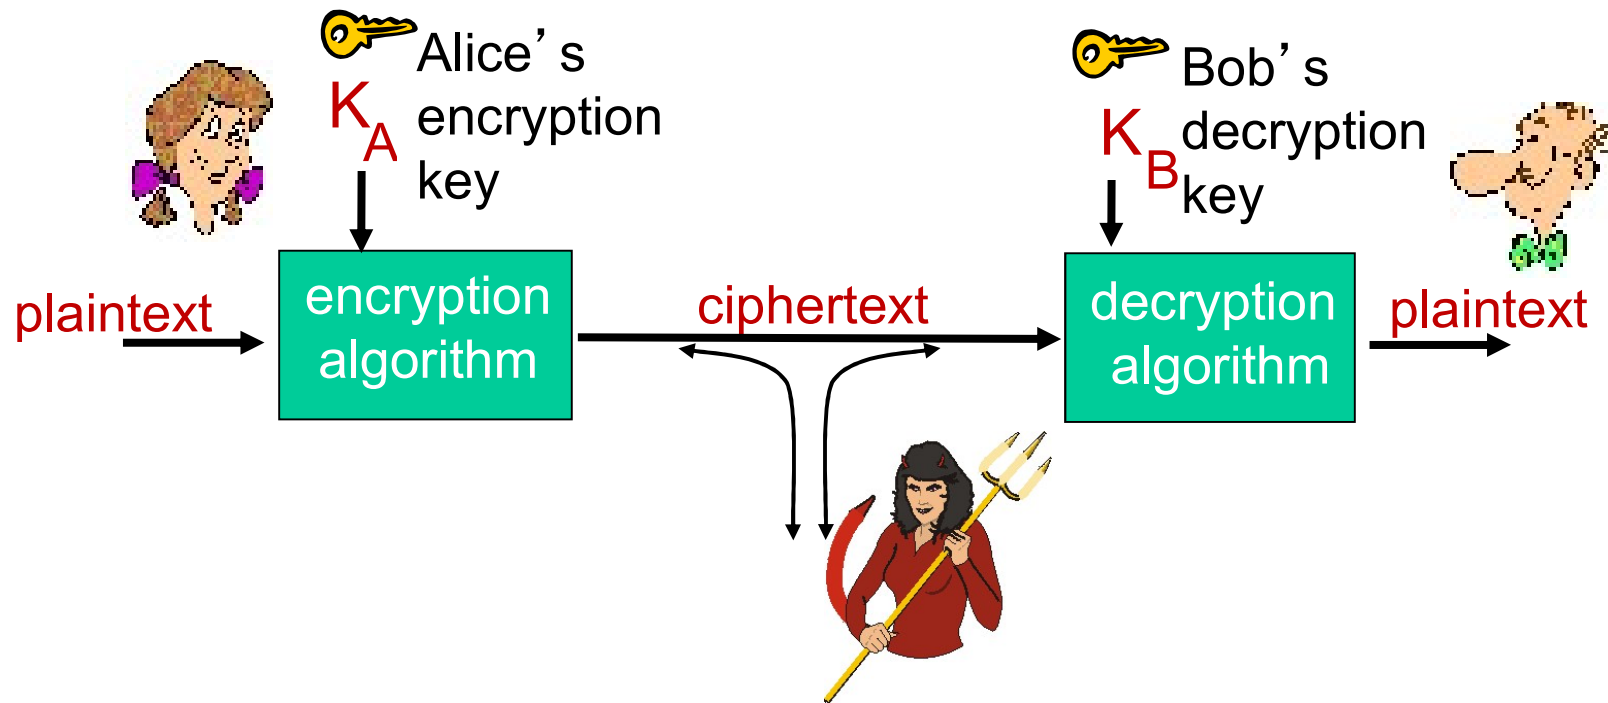 Alice’s
encryption
key
K
A
Bob’s
decryption
key
K
B
plaintext
encryption
algorithm
ciphertext
decryption
algorithm
plaintext